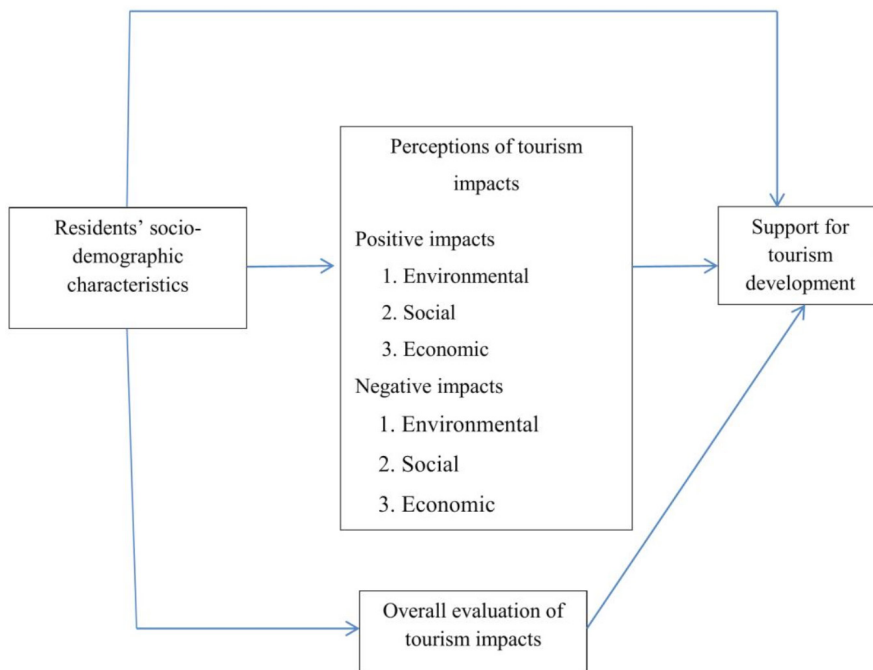 Residents' socio-
demographic
characteristics
Perceptions of tourism
impacts
Positive impacts
1. Environmental
2. Social
3. Economic
Negative impacts
1. Environmental
2. Social
3. Economic
Support for
tourism
development
Overall evaluation of
tourism impacts